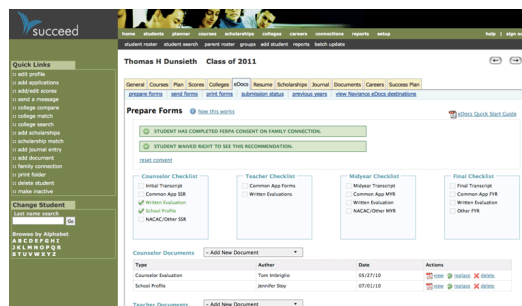 succeed
home students planner courses scholarships colleges careers connections reports setup help | sign
student roster student search parent roster groups add student reports batch update
Quick Links
:: edit profile
:: add applications
:: add/edit scores
:: send a message
:: college compare
:: college match
:: college search
:: add scholarships
:: scholarship match
:: add journal entry
:: add document
:: family connection
:: print folder
:: delete student
:: make inactive
Change Student
Last name search
Go
Browse by Alphabet
A B C D E F G H I
J K L M N O P Q R
S T U V W X Y Z
Thomas H Dunsieth Class of 2011
General Courses Plan Scores Colleges eDocs Resume Scholarships Journal Documents Careers Success Plan
prepare forms send forms print forms submission status previous years view Naviance eDocs destinations
Prepare Forms how this works
eDocs Quick Start Guide
STUDENT HAS COMPLETED FERPA CONSENT ON FAMILY CONNECTION.
STUDENT WAIVED RIGHT TO SEE THIS RECOMMENDATION.
reset consent
Counselor Checklist
Initial Transcript
Common App SSR
Written Evaluation
School Profile
NACAC/Other SSR
Teacher Checklist
Common App Forms
Written Evaluations
Midyear Checklist
Midyear Transcript
Common App MYR
Written Evaluation
NACAC/Other MYR
Final Checklist
Final Transcript
Common App FYR
Written Evaluation
Other FYR
Counselor Documents - Add New Document
Type Author Date Actions
Counselor Evaluation Tom Imbriglio 05/27/10 view replace delete
School Profile Jennifer Stay 07/01/10 view replace delete
Teacher Documents - Add New Document